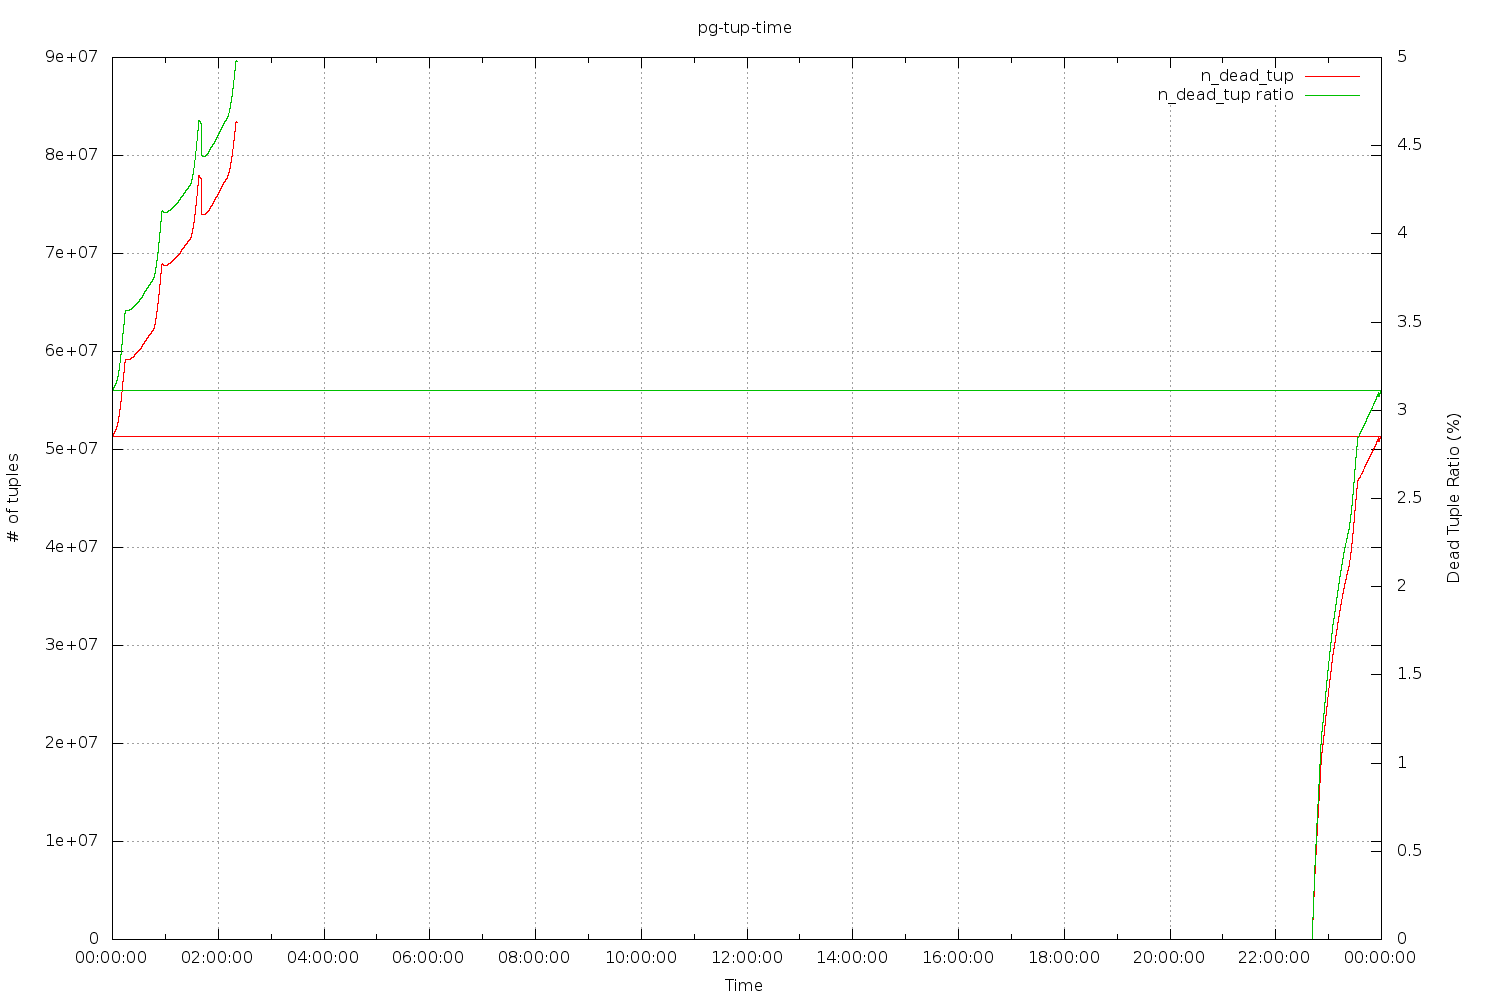 pg-tup-time
n_dead_tup
n_dead_tup ratio
9e+07
8e+07
7e+07
6e+07
5e+07
4e+07
3e+07
2e+07
1e+07
0
# of tuples
5
4.5
4
3.5
3
2.5
2
1.5
1
0.5
0
Dead Tuple Ratio (%)
00:00:00 02:00:00 04:00:00 06:00:00 08:00:00 10:00:00 12:00:00 14:00:00 16:00:00 18:00:00 20:00:00 22:00:00 00:00:00
Time